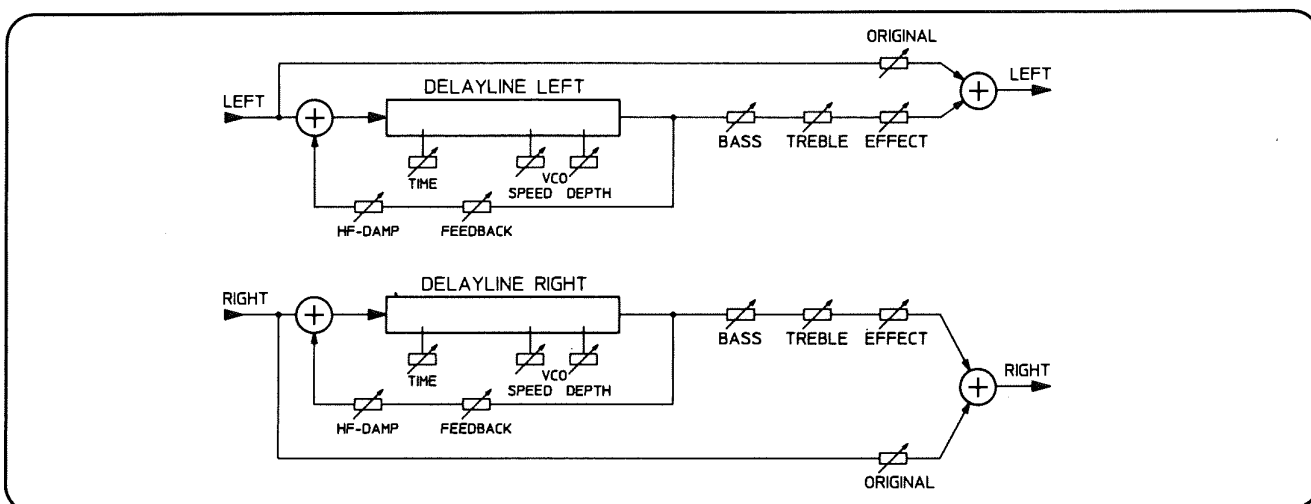 ORIGINAL
LEFT
DELAYLINE LEFT
LEFT
BASS TREBLE EFFECT
TIME
SPEED VCO DEPTH
HF-DAMP FEEDBACK
DELAYLINE RIGHT
RIGHT
BASS TREBLE EFFECT
RIGHT
TIME
SPEED VCO DEPTH
HF-DAMP FEEDBACK
ORIGINAL